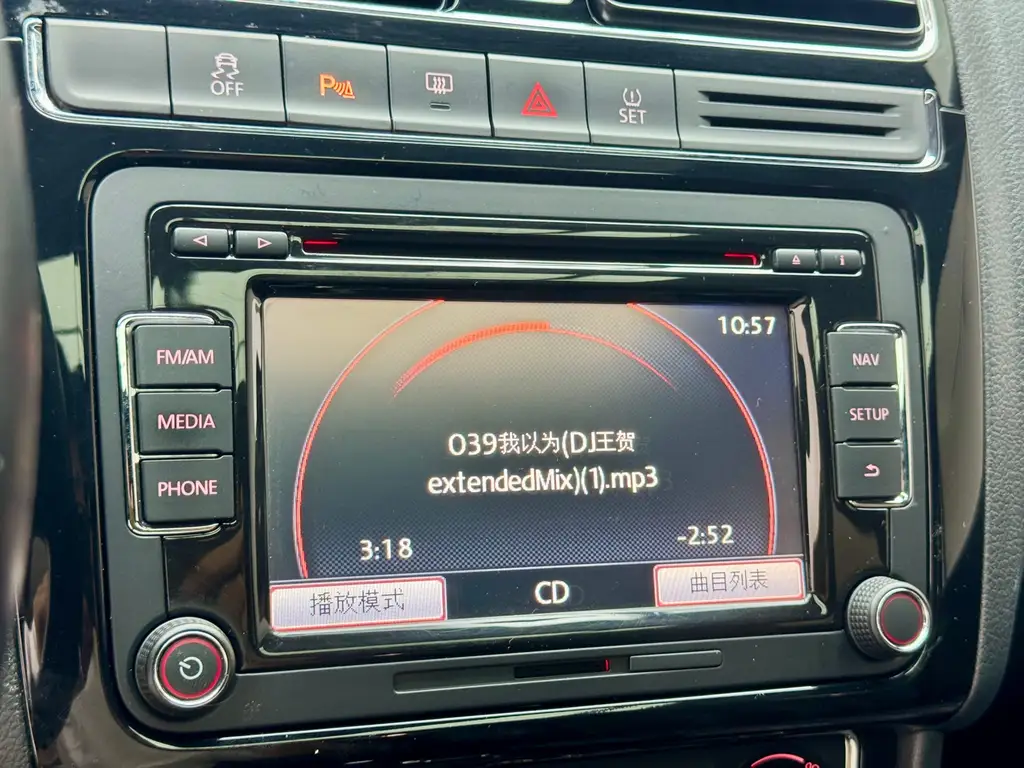 OFF
P
SET
FM/AM
MEDIA
PHONE
NAV
SETUP
10:57
039我以为(DJ王贺
extendedMix)(1).mp3
3:18
-2:52
播放模式
CD
曲目列表